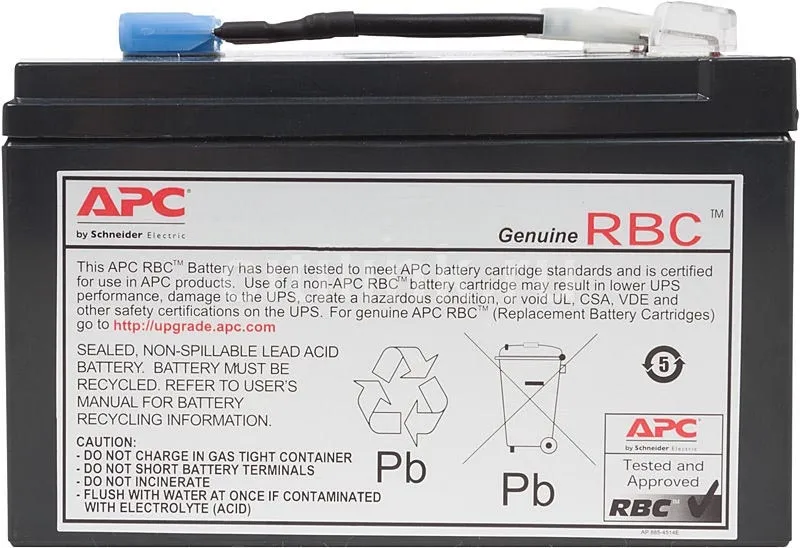 APC®
by Schneider Electric
Genuine RBC™
This APC RBC™ Battery has been tested to meet APC battery cartridge standards and is certified
for use in APC products. Use of a non-APC RBC™ battery cartridge may result in lower UPS
performance, damage to the UPS, create a hazardous condition, or void UL, CSA, VDE and
other safety certifications on the UPS. For genuine APC RBC™ (Replacement Battery Cartridges)
go to http://upgrade.apc.com
SEALED, NON-SPILLABLE LEAD ACID
BATTERY. BATTERY MUST BE
RECYCLED. REFER TO USER'S
MANUAL FOR BATTERY
RECYCLING INFORMATION.
CAUTION:
- DO NOT CHARGE IN GAS TIGHT CONTAINER
- DO NOT SHORT BATTERY TERMINALS
- DO NOT INCINERATE
- FLUSH WITH WATER AT ONCE IF CONTAMINATED
WITH ELECTROLYTE (ACID)
Pb
Pb
5
APC®
by Schneider Electric
Tested and
Approved
RBC™
AP 885-4514E